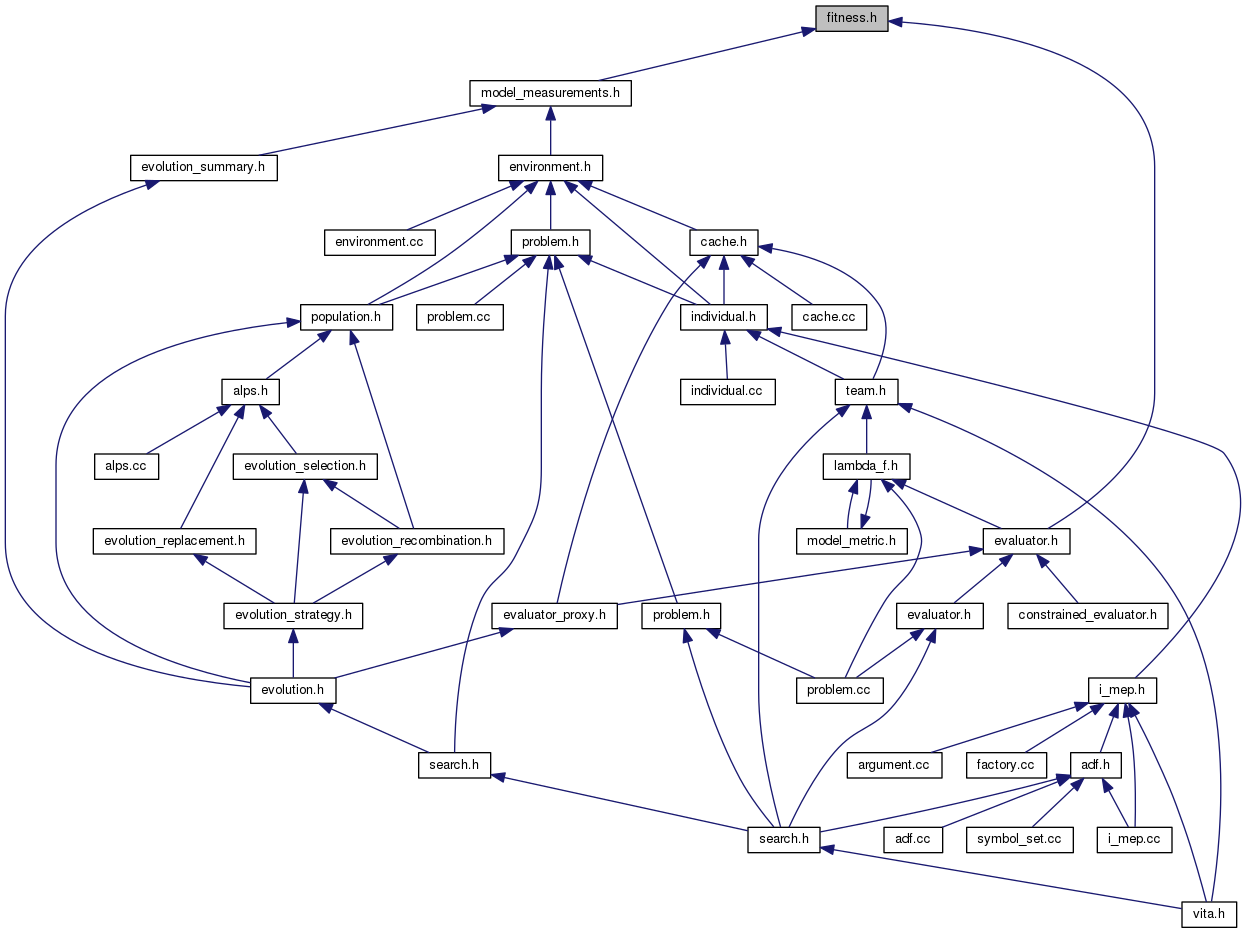 fitness.h
model_measurements.h
evolution_summary.h
environment.h
environment.cc
problem.h
cache.h
population.h
problem.cc
individual.h
cache.cc
alps.h
individual.cc
team.h
alps.cc
evolution_selection.h
lambda_f.h
evolution_replacement.h
evolution_recombination.h
model_metric.h
evaluator.h
evolution_strategy.h
evaluator_proxy.h
problem.h
evaluator.h
constrained_evaluator.h
evolution.h
problem.cc
i_mep.h
search.h
argument.cc
factory.cc
adf.h
search.h
adf.cc
symbol_set.cc
i_mep.cc
vita.h